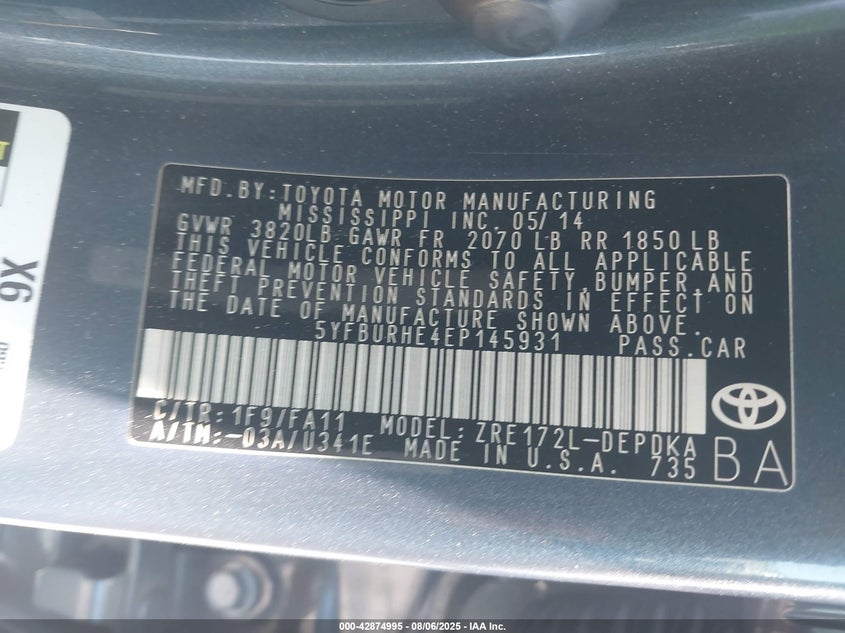 MFD. BY: TOYOTA MOTOR MANUFACTURING
MISSISSIPPI INC. 05/14
GVWR 3820LB GAWR FR 2070 LB RR 1850 LB
THIS VEHICLE CONFORMS TO ALL APPLICABLE
FEDERAL MOTOR VEHICLE SAFETY, BUMPER, AND
THEFT PREVENTION STANDARDS IN EFFECT ON
THE DATE OF MANUFACTURE SHOWN ABOVE.
5YFBURHE4EP145931 PASS. CAR
C/TR: 1F9/FA11 MODEL: ZRE172L-DEPDKA
A/TM: -03A/U341E MADE IN U.S.A. 735
BA
9X
000-42874995 - 08/06/2025 - IAA Inc.